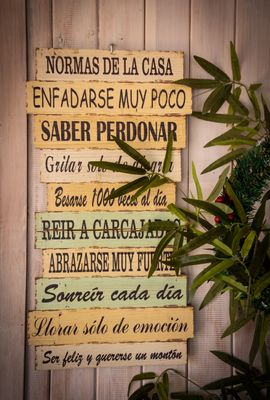 NORMAS DE LA CASA
ENFADARSE MUY POCO
SABER PERDONAR
Gritar sólo de alegría
Besarse 1000 veces al día
REIR A CARCAJADAS
ABRAZARSE MUY FUERTE
Sonreír cada día
Llorar sólo de emoción
Ser feliz y quererse un montón